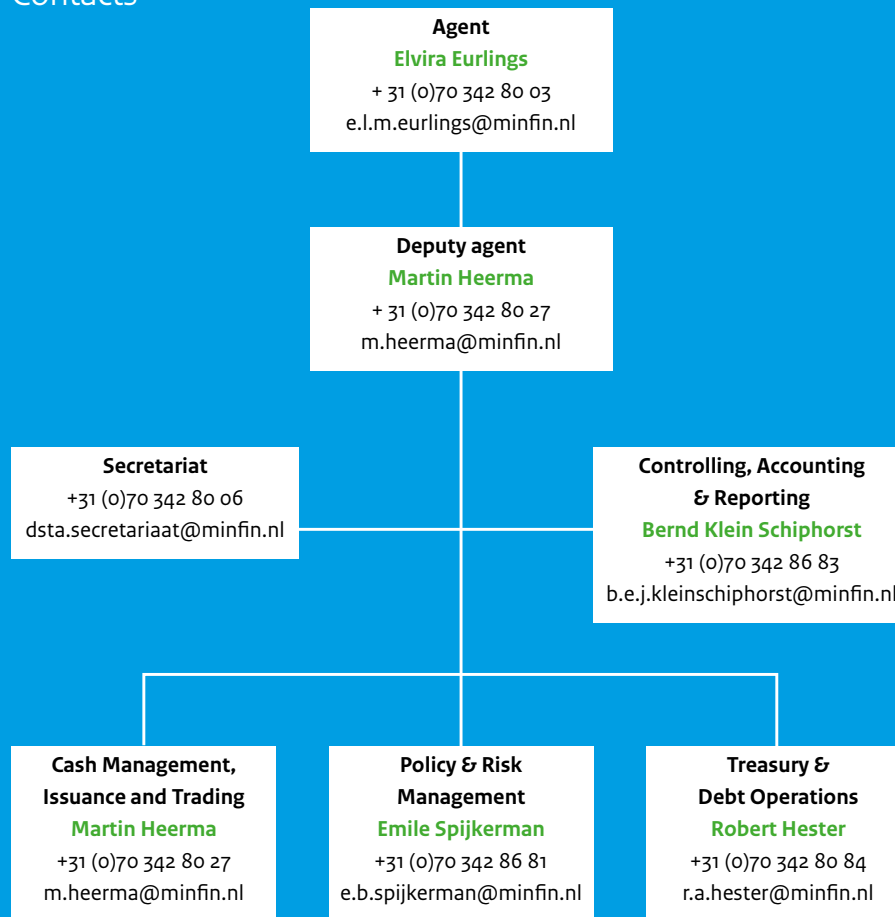 Contacts
Agent
Elvira Eurlings
+ 31 (0)70 342 80 03
e.l.m.eurlings@minfin.nl
Deputy agent
Martin Heerma
+ 31 (0)70 342 80 27
m.heerma@minfin.nl
Secretariat
+31 (0)70 342 80 06
dsta.secretariaat@minfin.nl
Controlling, Accounting
& Reporting
Bernd Klein Schiphorst
+31 (0)70 342 86 83
b.e.j.kleinschiphorst@minfin.nl
Cash Management,
Issuance and Trading
Martin Heerma
+31 (0)70 342 80 27
m.heerma@minfin.nl
Policy & Risk
Management
Emile Spijkerman
+31 (0)70 342 86 81
e.b.spijkerman@minfin.nl
Treasury &
Debt Operations
Robert Hester
+31 (0)70 342 80 84
r.a.hester@minfin.nl